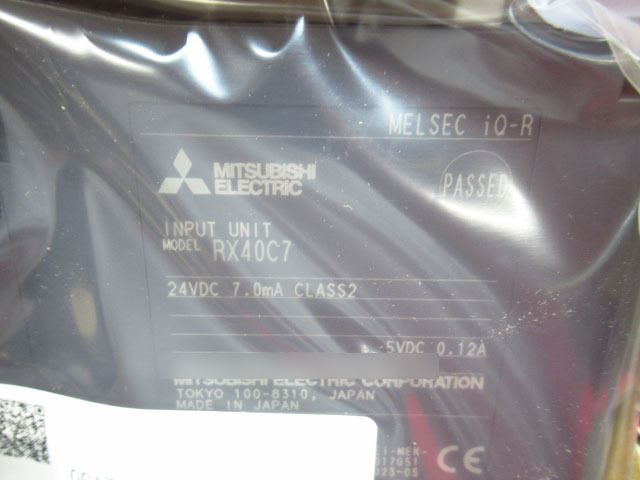 MELSEC iQ-R
MITSUBISHI
ELECTRIC
PASSED
INPUT UNIT
MODEL RX40C7
24VDC 7.0mA CLASS2
5VDC 0.12A
MITSUBISHI ELECTRIC CORPORATION
TOKYO 100-8310, JAPAN
MADE IN JAPAN
CE